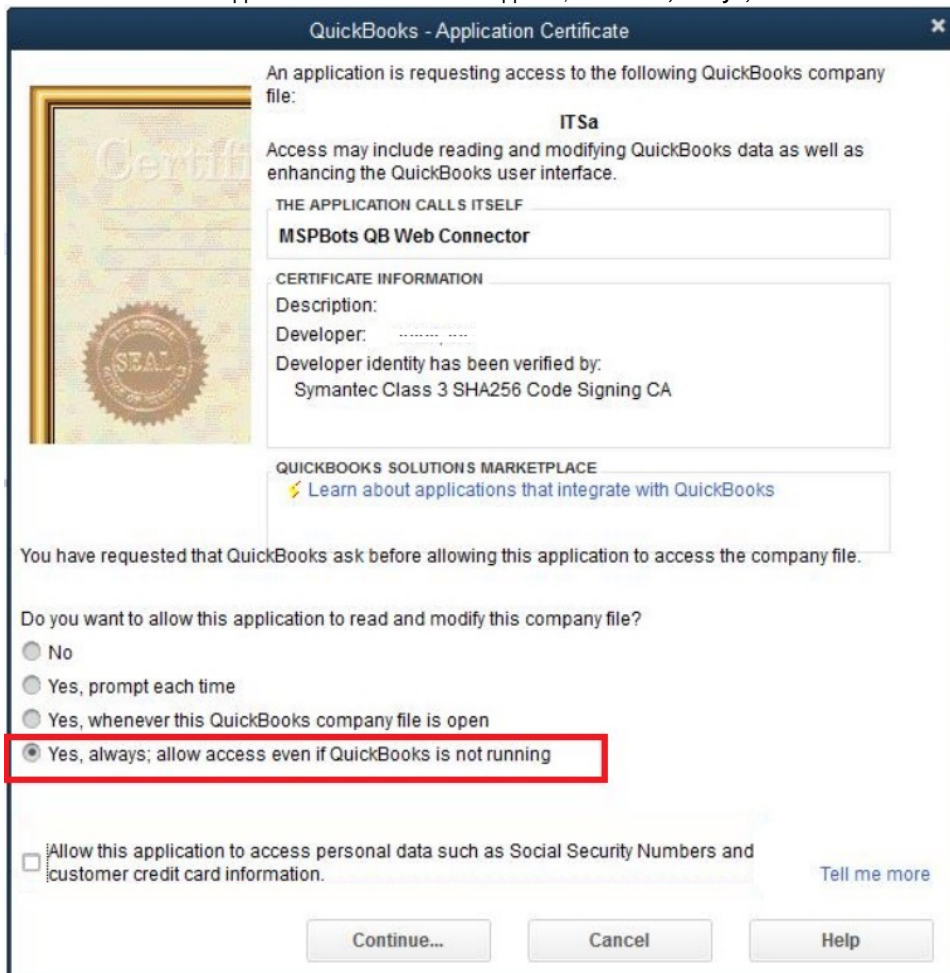 QuickBooks - Application Certificate
An application is requesting access to the following QuickBooks company
file:
ITSa
Access may include reading and modifying QuickBooks data as well as
enhancing the QuickBooks user interface.
THE APPLICATION CALLS ITSELF
MSPBots QB Web Connector
CERTIFICATE INFORMATION
Description:
Developer:
Developer identity has been verified by:
Symantec Class 3 SHA256 Code Signing CA
Certifi
SEAL
QUICKBOOKS SOLUTIONS MARKETPLACE
Learn about applications that integrate with QuickBooks
You have requested that QuickBooks ask before allowing this application to access the company file.
Do you want to allow this application to read and modify this company file?
No
Yes, prompt each time
Yes, whenever this QuickBooks company file is open
Yes, always; allow access even if QuickBooks is not running
Allow this application to access personal data such as Social Security Numbers and
customer credit card information.
Tell me more
Continue...
Cancel
Help